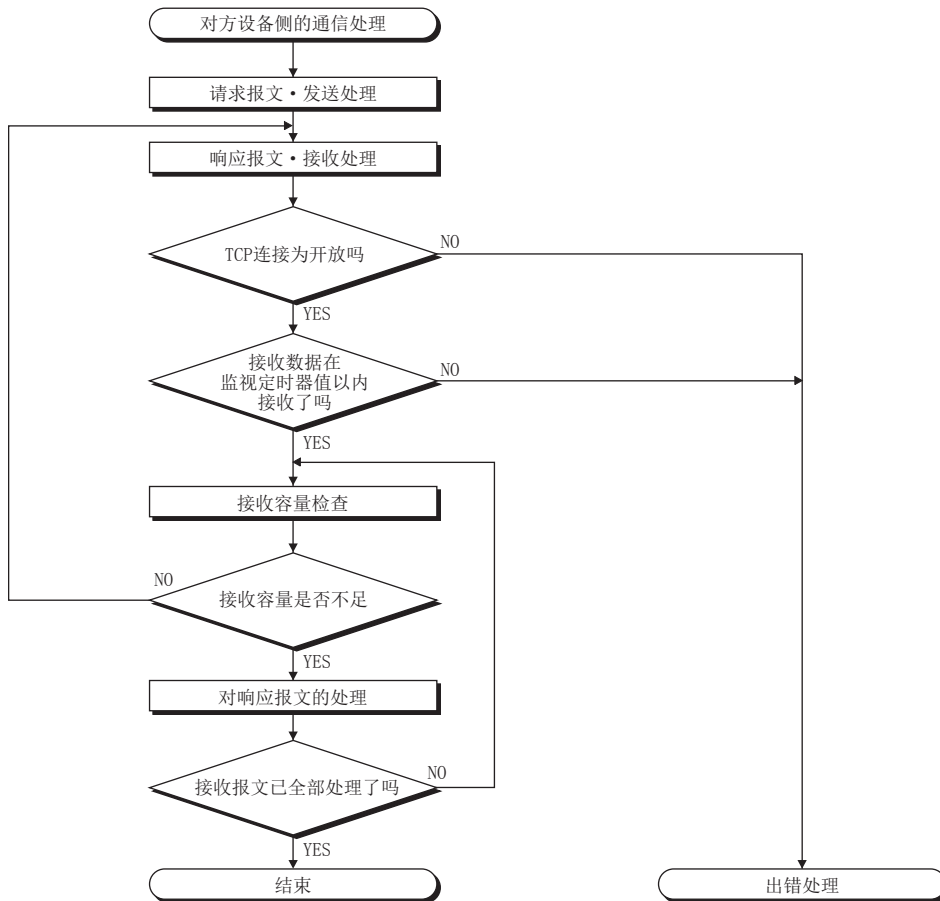 对方设备侧的通信处理
请求报文・发送处理
响应报文・接收处理
TCP连接为开放吗
NO
YES
接收数据在
监视定时器值以内
接收了吗
NO
YES
接收容量检查
NO
接收容量是否不足
YES
对响应报文的处理
NO
接收报文已全部处理了吗
YES
结束
出错处理